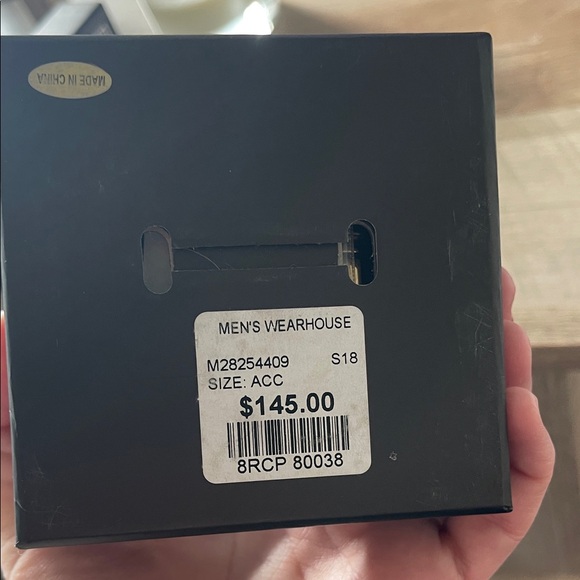 MADE IN CHINA
MEN'S WEARHOUSE
M28254409 S18
SIZE: ACC
$145.00
8RCP 80038